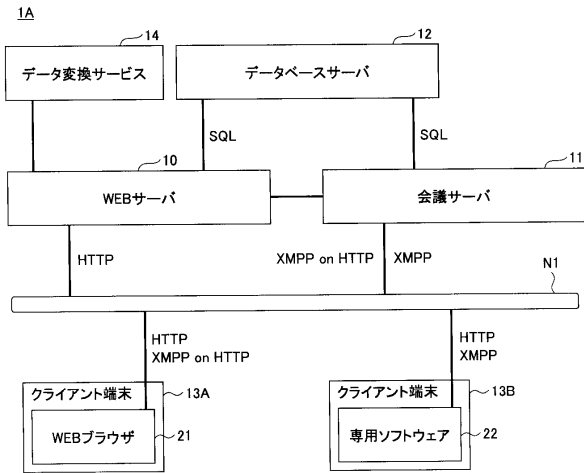 1A
14
データ変換サービス
12
データベースサーバ
SQL
SQL
10
WEBサーバ
11
会議サーバ
HTTP
XMPP on HTTP
XMPP
N1
HTTP
XMPP on HTTP
HTTP
XMPP
クライアント端末
13A
WEBブラウザ
21
クライアント端末
13B
専用ソフトウェア
22